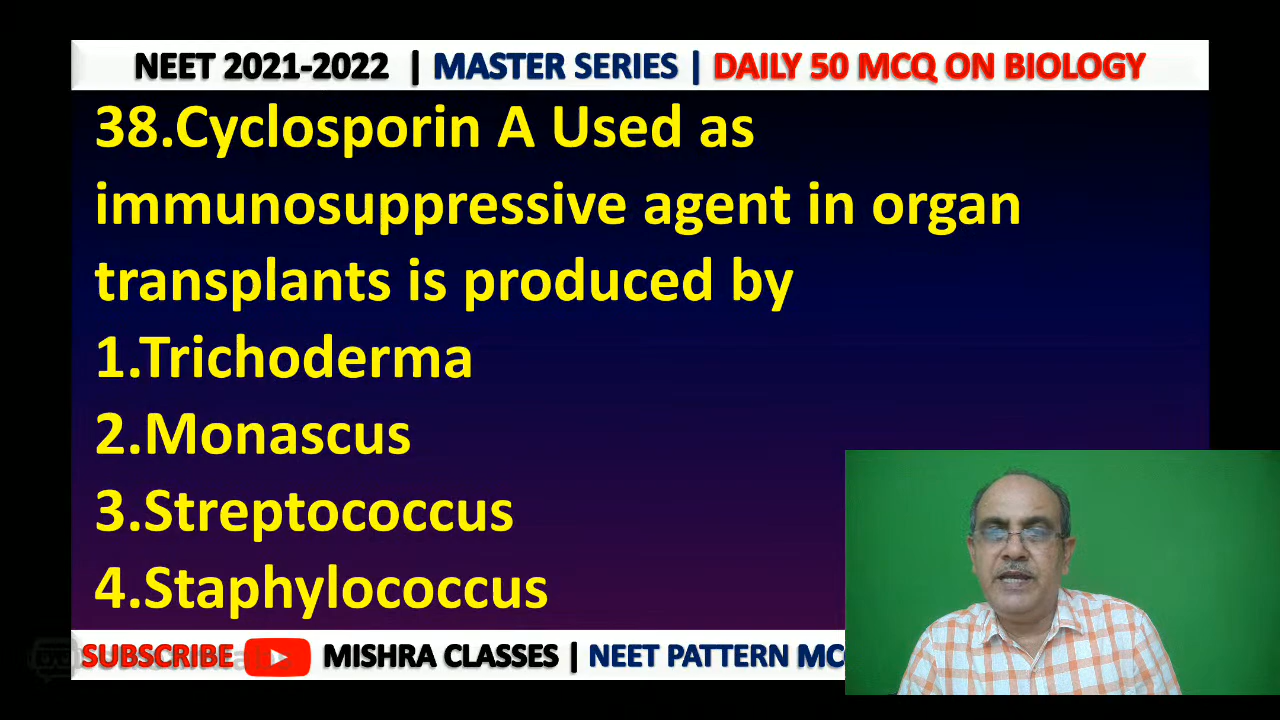 NEET 2021-2022 | MASTER SERIES | DAILY 50 MCQ ON BIOLOGY
38.Cyclosporin A Used as
immunosuppressive agent in organ
transplants is produced by
1.Trichoderma
2.Monascus
3.Streptococcus
4.Staphylococcus
SUBSCRIBE MISHRA CLASSES | NEET PATTERN